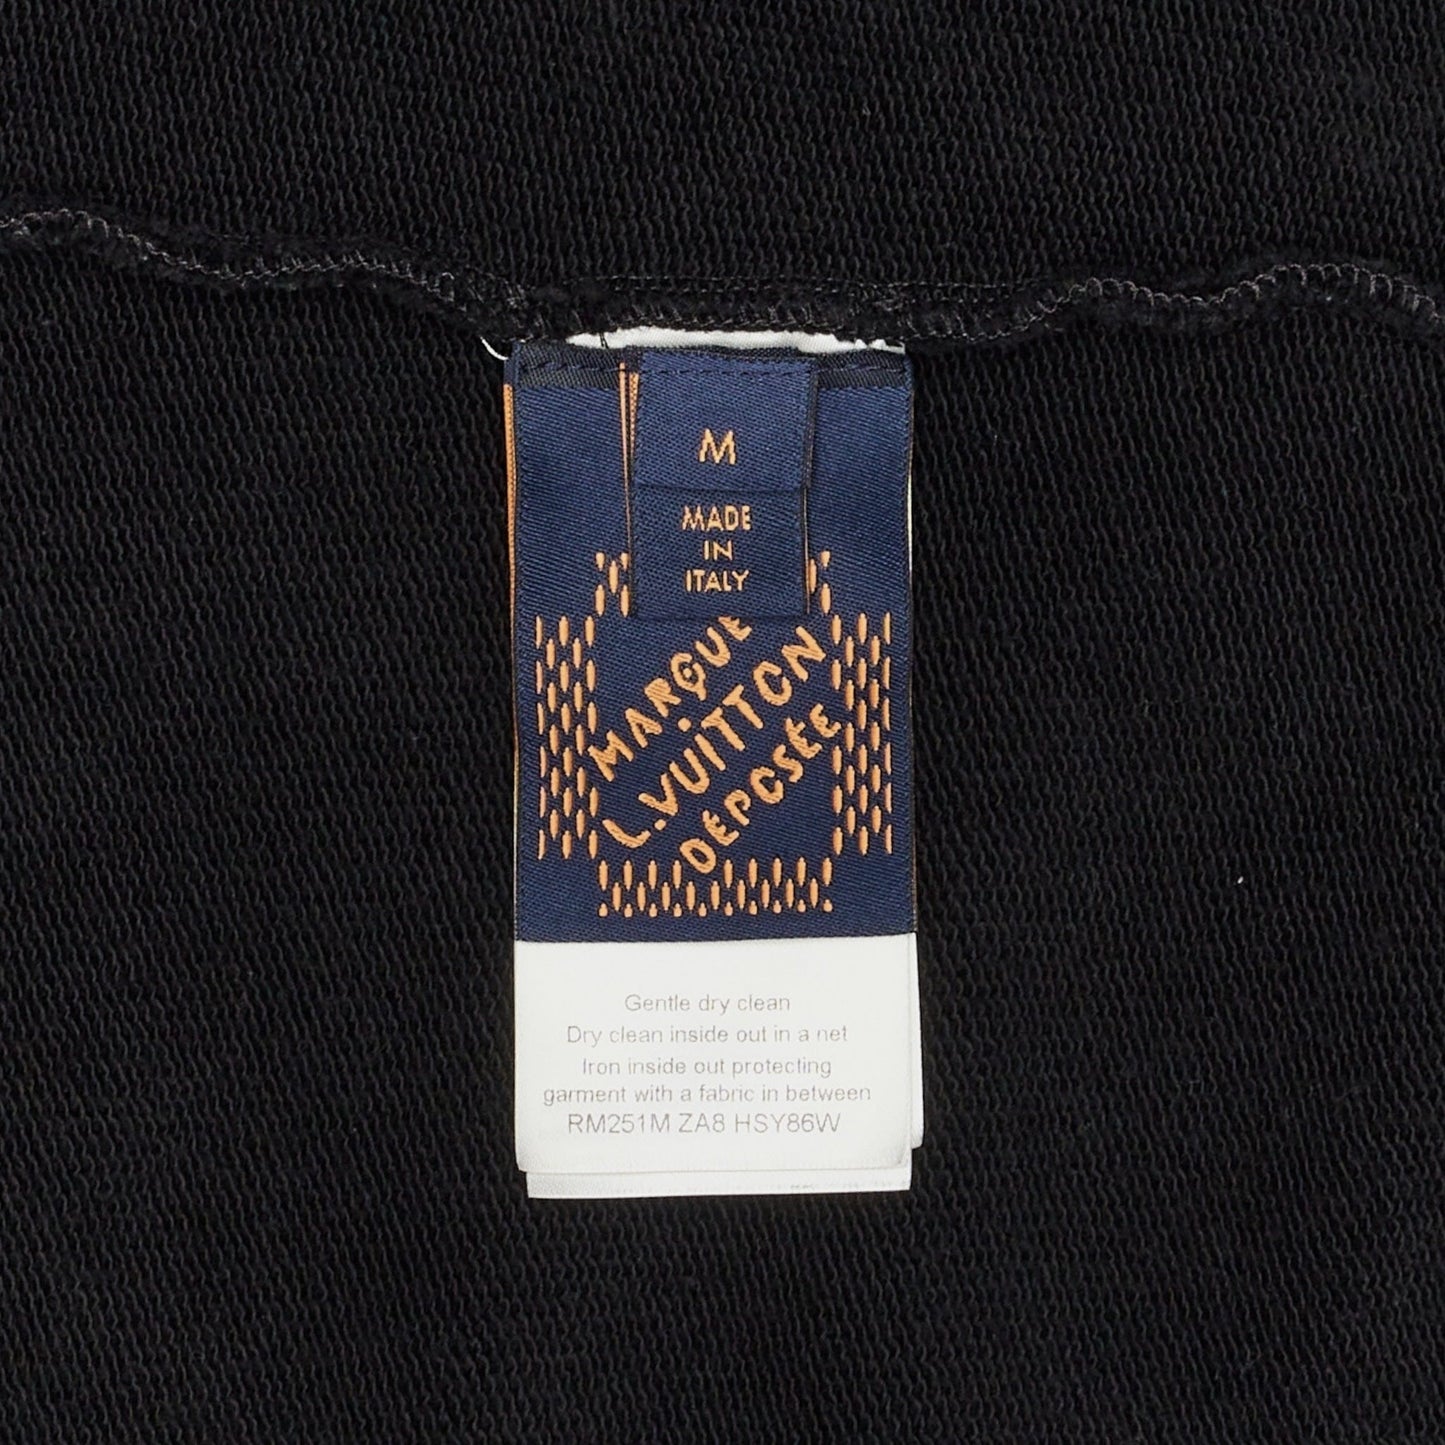 M
MADE
IN
ITALY
MARQUE
L.VUITTON
DÉPOSÉE
Gentle dry clean
Dry clean inside out in a net
Iron inside out protecting
garment with a fabric in between
RM251M ZA8 HSY86W